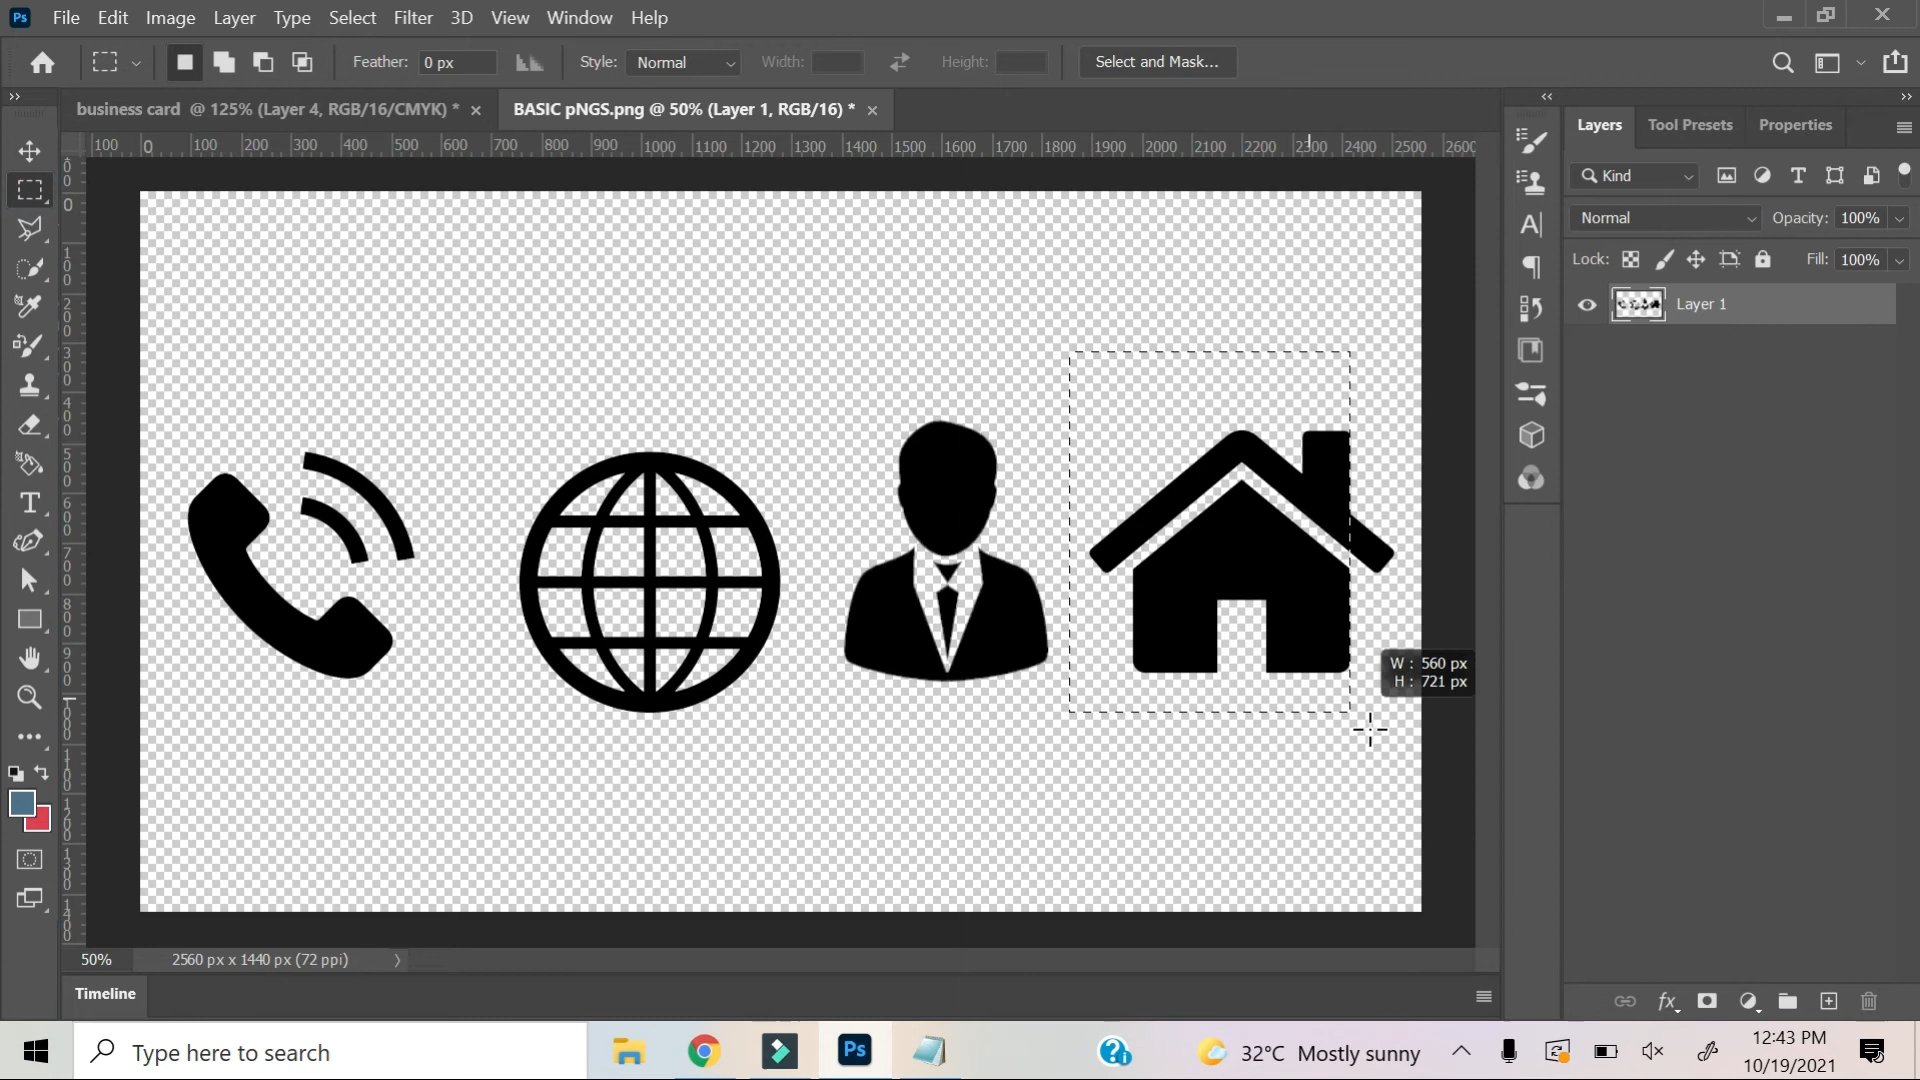 Ps File Edit Image Layer Type Select Filter 3D View Window Help
Feather: 0 px Style: Normal Width: Height: Select and Mask...
business card @ 125% (Layer 4, RGB/16/CMYK) * × BASIC pNGS.png @ 50% (Layer 1, RGB/16) * ×
100 0 100 200 300 400 500 600 700 800 900 1000 1100 1200 1300 1400 1500 1600 1700 1800 1900 2000 2100 2200 2300 2400 2500 2600
Layers Tool Presets Properties
Kind
Normal Opacity: 100%
Lock: Fill: 100%
Layer 1
W : 560 px
H : 721 px
50% 2560 px x 1440 px (72 ppi)
Timeline
Type here to search
Ps
32°C Mostly sunny
12:43 PM
10/19/2021